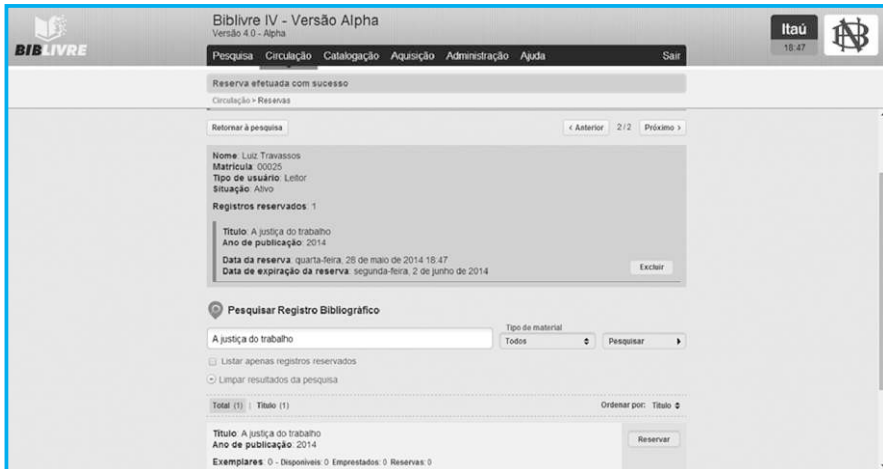 BIBLIVRE
Biblivre IV - Versão Alpha
Versão 4.0 - Alpha
Itaú
18:47
Pesquisa Circulação Catalogação Aquisição Administração Ajuda Sair
Reserva efetuada com sucesso
Circulação > Reservas
Retornar à pesquisa
< Anterior 2/2 Próximo >
Nome: Luiz Travassos
Matrícula: 00025
Tipo de usuário: Leitor
Situação: Ativo
Registros reservados: 1
Título: A justiça do trabalho
Ano de publicação: 2014
Data da reserva: quarta-feira, 28 de maio de 2014 18:47
Data de expiração da reserva: segunda-feira, 2 de junho de 2014
Excluir
Pesquisar Registro Bibliográfico
Tipo de material
A justiça do trabalho
Todos
Pesquisar
Listar apenas registros reservados
Limpar resultados da pesquisa
Total (1) | Título (1)
Ordenar por: Título
Título: A justiça do trabalho
Ano de publicação: 2014
Reservar
Exemplares: 0 - Disponíveis: 0 Emprestados: 0 Reservas: 0